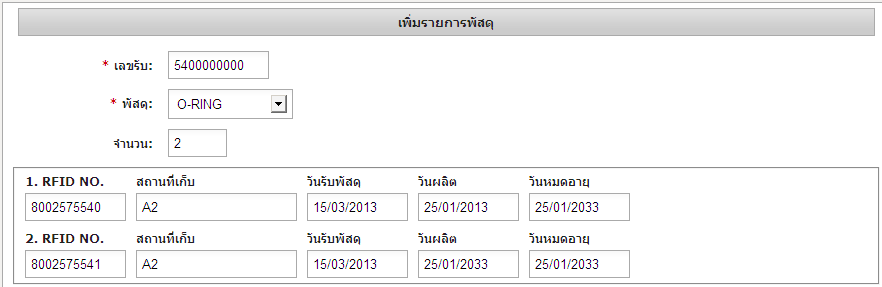 เพิ่มรายการพัสดุ
* เลขรับ: 5400000000
* พัสดุ: O-RING
จำนวน: 2
1. RFID NO. สถานที่เก็บ วันรับพัสดุ วันผลิต วันหมดอายุ
8002575540 A2 15/03/2013 25/01/2013 25/01/2033
2. RFID NO. สถานที่เก็บ วันรับพัสดุ วันผลิต วันหมดอายุ
8002575541 A2 15/03/2013 25/01/2033 25/01/2033